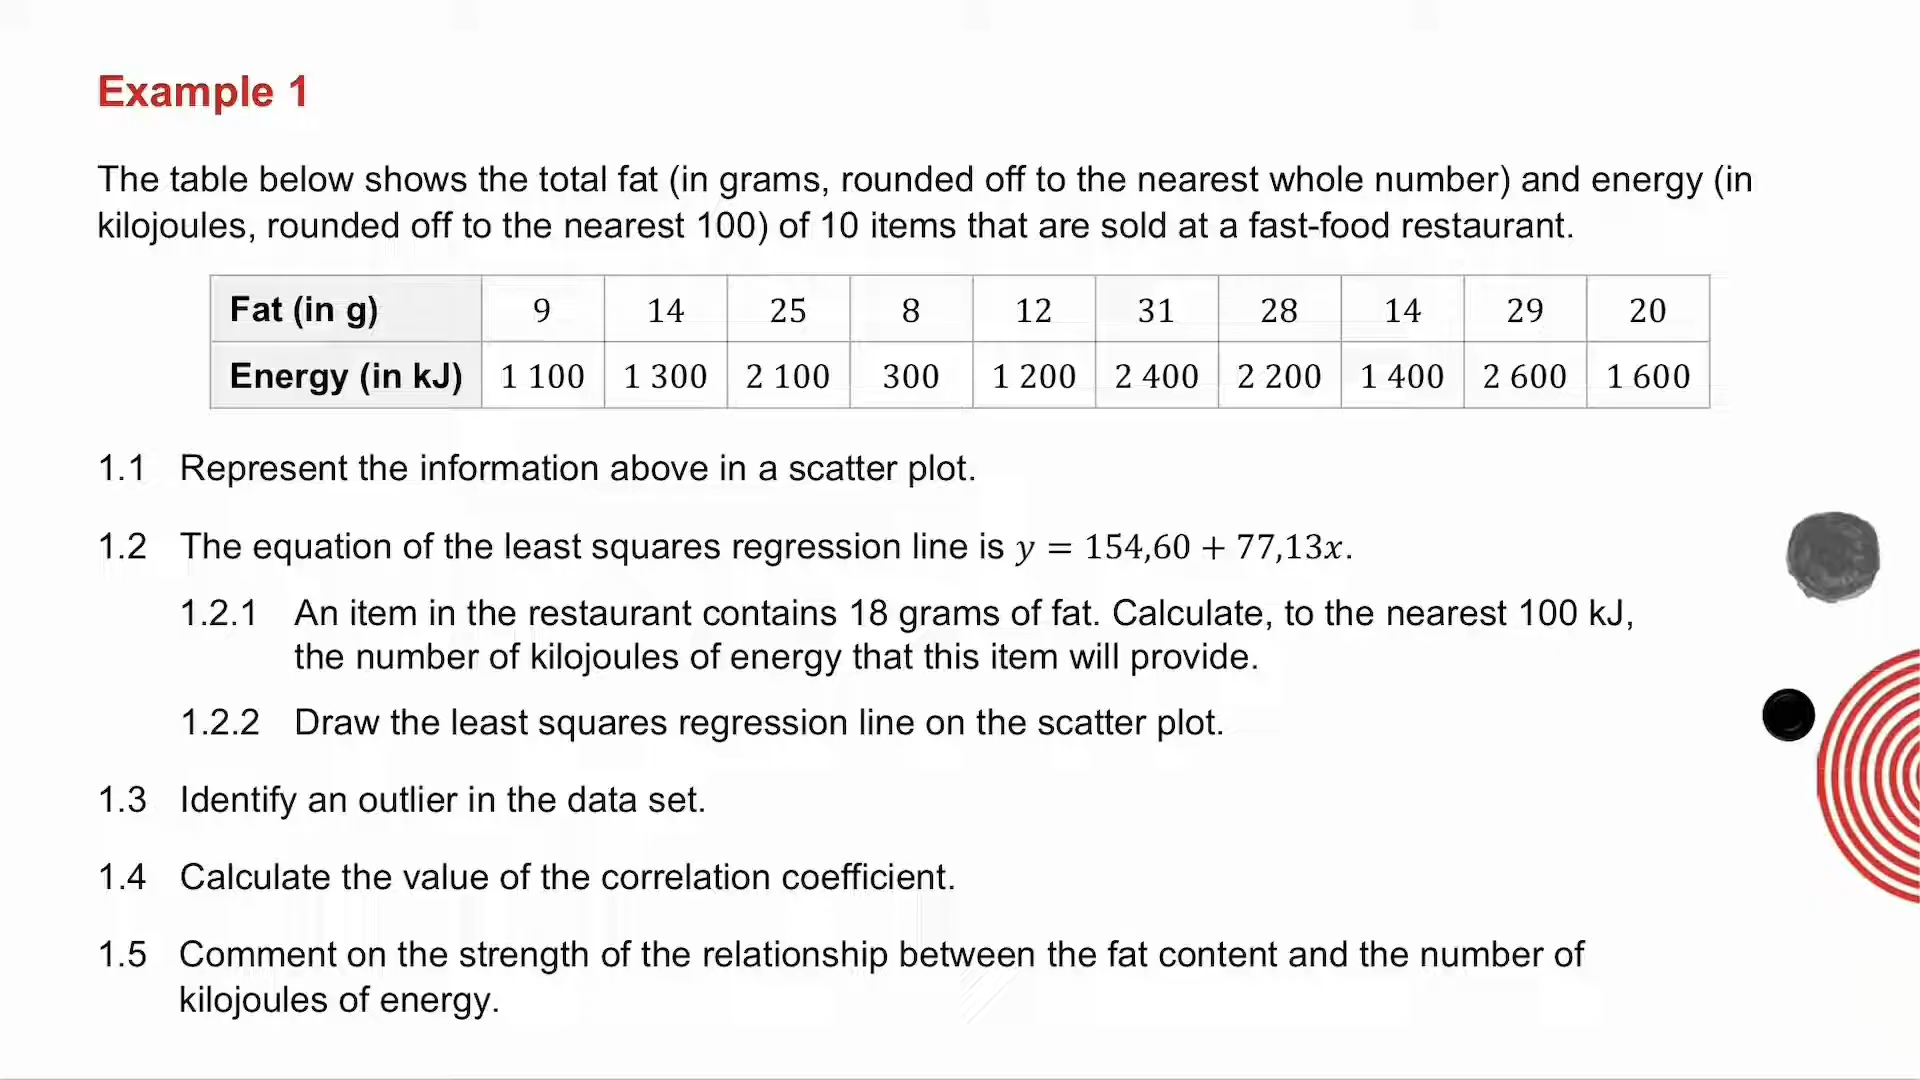 Example 1
The table below shows the total fat (in grams, rounded off to the nearest whole number) and energy (in
kilojoules, rounded off to the nearest 100) of 10 items that are sold at a fast-food restaurant.
Fat (in g) 9 14 25 8 12 31 28 14 29 20
Energy (in kJ) 1 100 1 300 2 100 300 1 200 2 400 2 200 1 400 2 600 1 600
1.1 Represent the information above in a scatter plot.
1.2 The equation of the least squares regression line is y = 154,60 + 77,13x.
1.2.1 An item in the restaurant contains 18 grams of fat. Calculate, to the nearest 100 kJ,
the number of kilojoules of energy that this item will provide.
1.2.2 Draw the least squares regression line on the scatter plot.
1.3 Identify an outlier in the data set.
1.4 Calculate the value of the correlation coefficient.
1.5 Comment on the strength of the relationship between the fat content and the number of
kilojoules of energy.